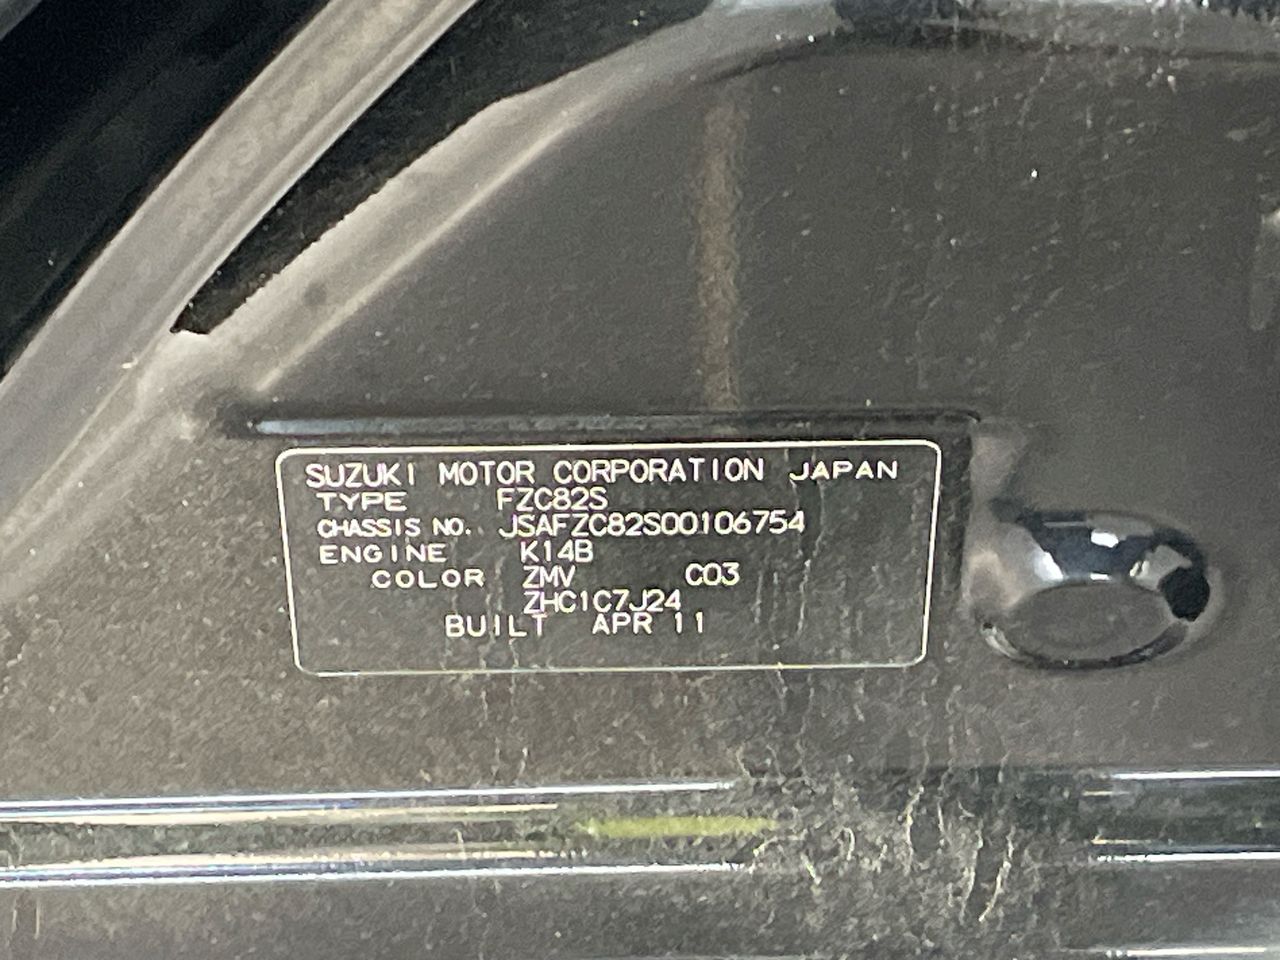 SUZUKI MOTOR CORPORATION JAPAN
TYPE FZC82S
CHASSIS NO. JSAFZC82S00106754
ENGINE K14B
COLOR ZMV C03
ZHC1C7J24
BUILT APR 11